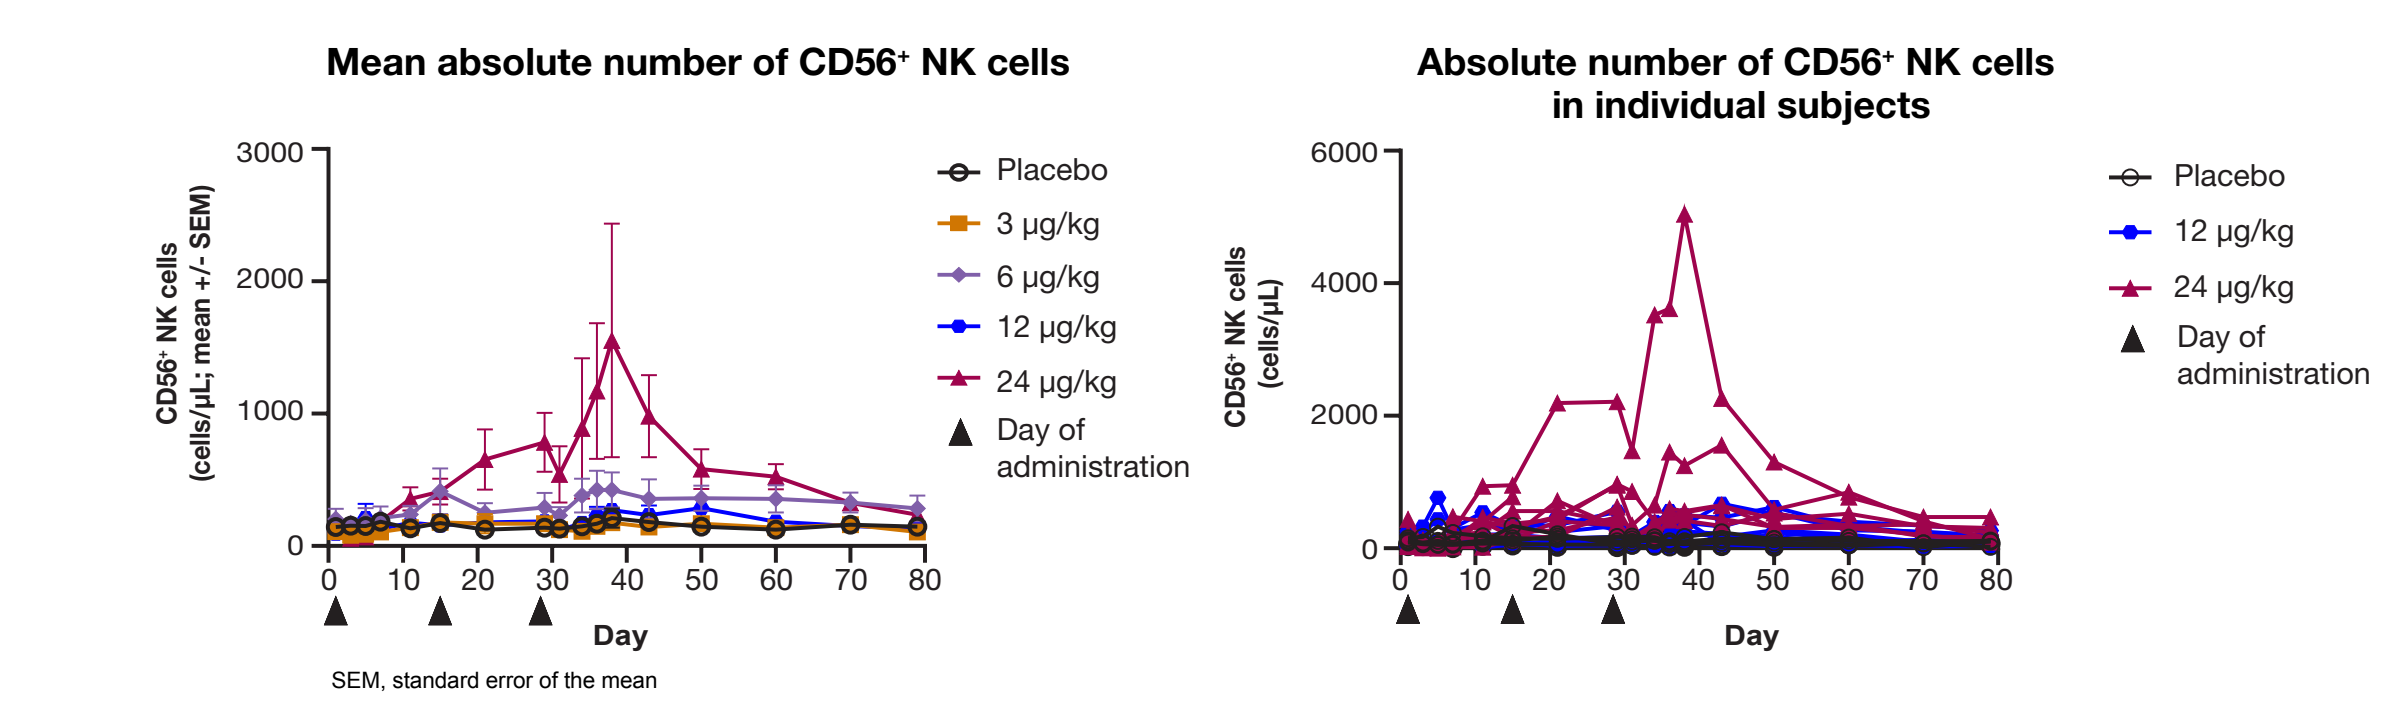 Mean absolute number of CD56⁺ NK cells
CD56⁺ NK cells
(cells/µL; mean +/- SEM)
3000
2000
1000
0
0 10 20 30 40 50 60 70 80
Day
Placebo
3 µg/kg
6 µg/kg
12 µg/kg
24 µg/kg
Day of
administration
SEM, standard error of the mean
Absolute number of CD56⁺ NK cells
in individual subjects
CD56⁺ NK cells
(cells/µL)
6000
4000
2000
0
0 10 20 30 40 50 60 70 80
Day
Placebo
12 µg/kg
24 µg/kg
Day of
administration